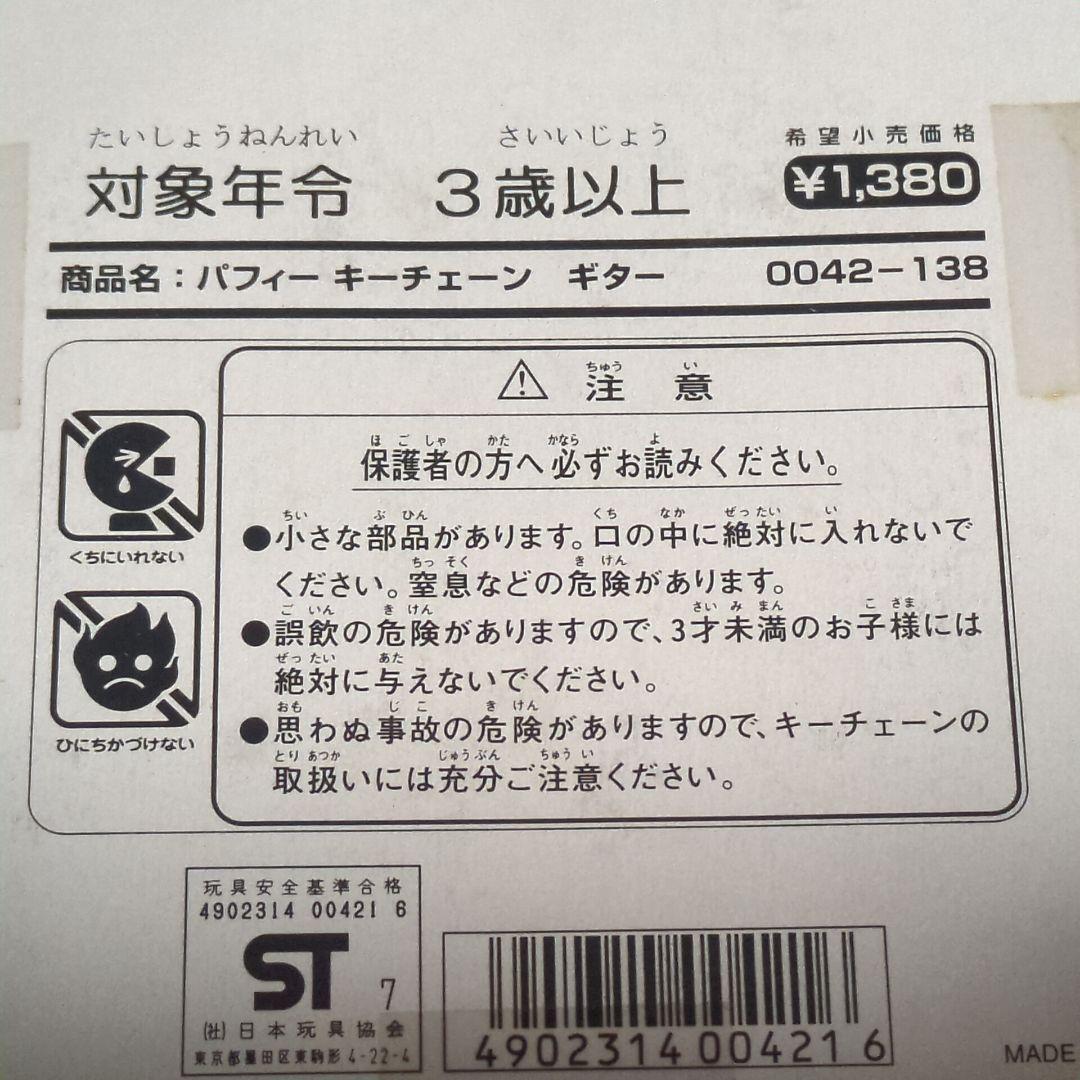 たいしょうねんれい さいいじょう
対象年令 3歳以上
希望小売価格
¥1,380
商品名：パフィー キーチェーン ギター 0042-138
⚠ 注意
ちゅう い
保護者の方へ必ずお読みください。
ほごしゃ かた かなら よ
●小さな部品があります。口の中に絶対に入れないで
ちい ぶ ひん くち なか ぜったい い
ください。窒息などの危険があります。
ちっ そく き けん
●誤飲の危険がありますので、3才未満のお子様には
ご いん き けん さい み まん こ さま
絶対に与えないでください。
ぜったい あた
●思わぬ事故の危険がありますので、キーチェーンの
おも じ こ き けん
取扱いには充分ご注意ください。
とり あつか じゅうぶん ちゅう い
くちにいれない
ひにちかづけない
玩具安全基準合格
4902314 00421 6
ST 7
(社)日本玩具協会
東京都墨田区東駒形4-22-4
4902314004216
MADE